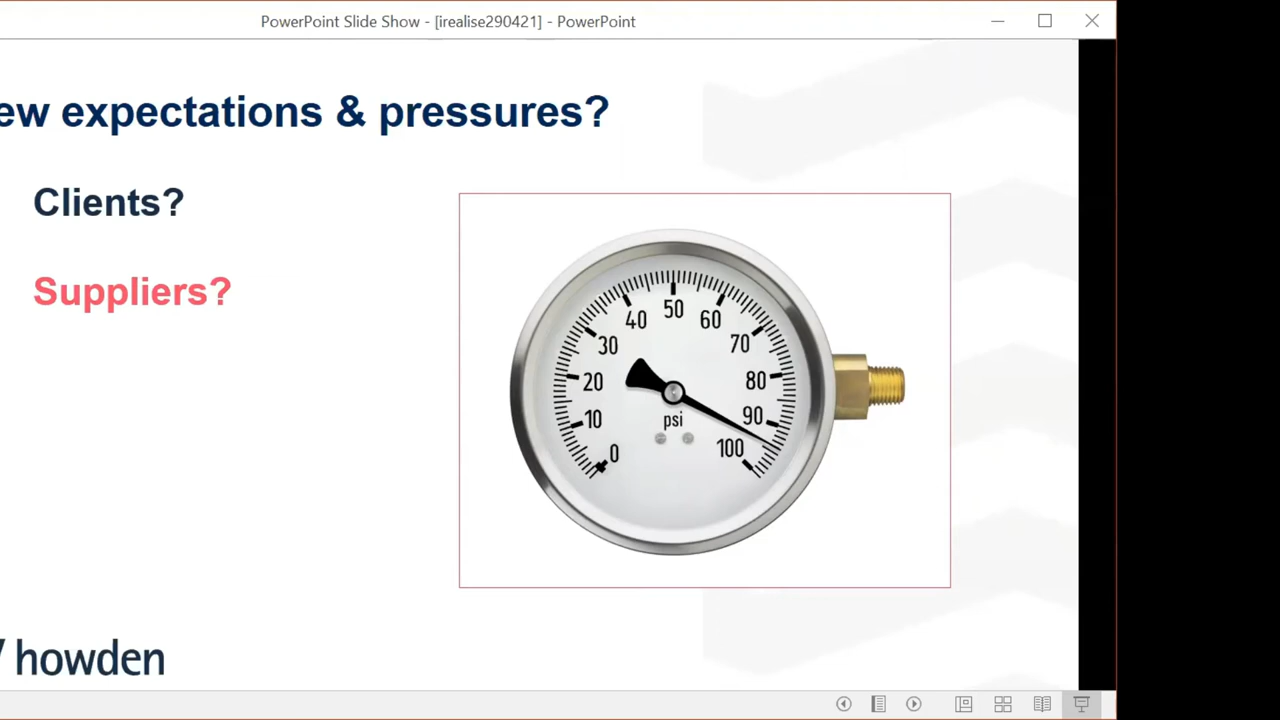 PowerPoint Slide Show - [irealise290421] - PowerPoint
ew expectations & pressures?
Clients?
Suppliers?
50
40 60
30 70
20 80
10 psi 90
0 100
howden